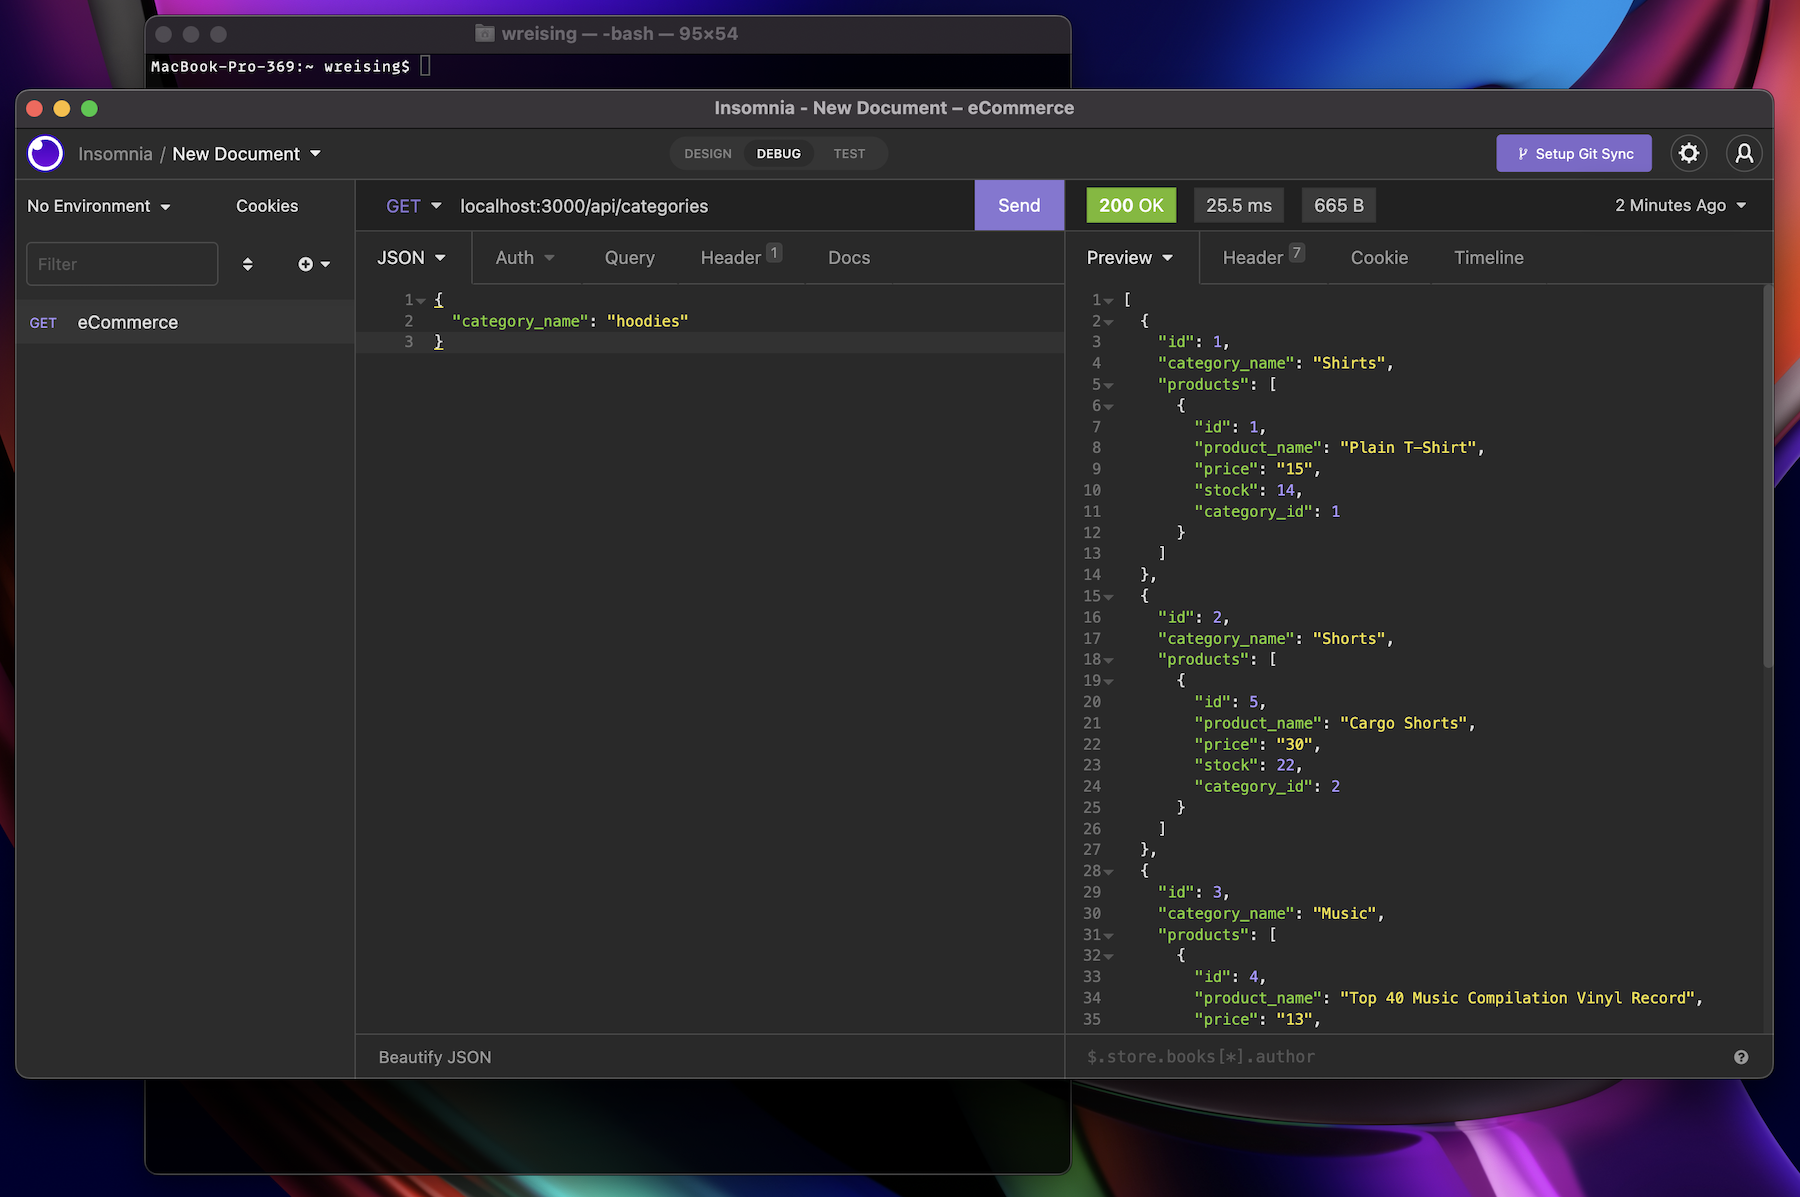 wreising — -bash — 95×54
MacBook-Pro-369:~ wreising$
Insomnia - New Document – eCommerce
Insomnia / New Document
DESIGN DEBUG TEST
Setup Git Sync
No Environment Cookies
Filter
GET eCommerce
GET localhost:3000/api/categories Send
JSON Auth Query Header 1 Docs
1 {
2 "category_name": "hoodies"
3 }
Beautify JSON
200 OK 25.5 ms 665 B 2 Minutes Ago
Preview Header 7 Cookie Timeline
1 [
2 {
3 "id": 1,
4 "category_name": "Shirts",
5 "products": [
6 {
7 "id": 1,
8 "product_name": "Plain T-Shirt",
9 "price": "15",
10 "stock": 14,
11 "category_id": 1
12 }
13 ]
14 },
15 {
16 "id": 2,
17 "category_name": "Shorts",
18 "products": [
19 {
20 "id": 5,
21 "product_name": "Cargo Shorts",
22 "price": "30",
23 "stock": 22,
24 "category_id": 2
25 }
26 ]
27 },
28 {
29 "id": 3,
30 "category_name": "Music",
31 "products": [
32 {
33 "id": 4,
34 "product_name": "Top 40 Music Compilation Vinyl Record",
35 "price": "13",
$.store.books[*].author